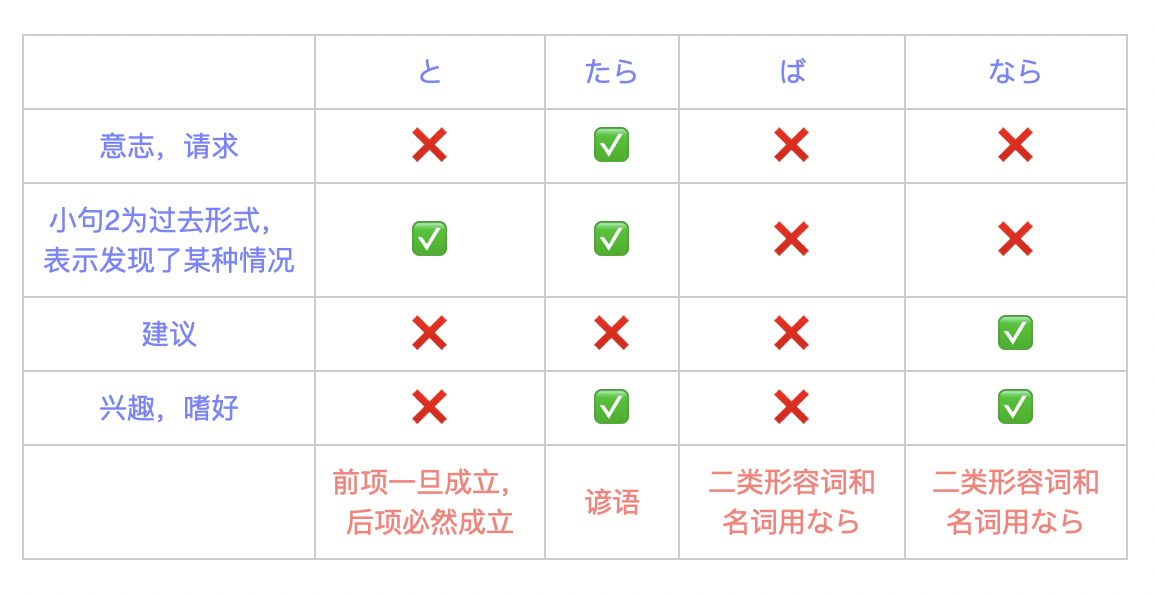 と たら ば なら
意志，请求 ❌ ✅ ❌ ❌
小句2为过去形式，
表示发现了某种情况 ✅ ✅ ❌ ❌
建议 ❌ ❌ ❌ ✅
兴趣，嗜好 ❌ ✅ ❌ ✅
前项一旦成立，
后项必然成立
谚语
二类形容词和
名词用なら
二类形容词和
名词用なら